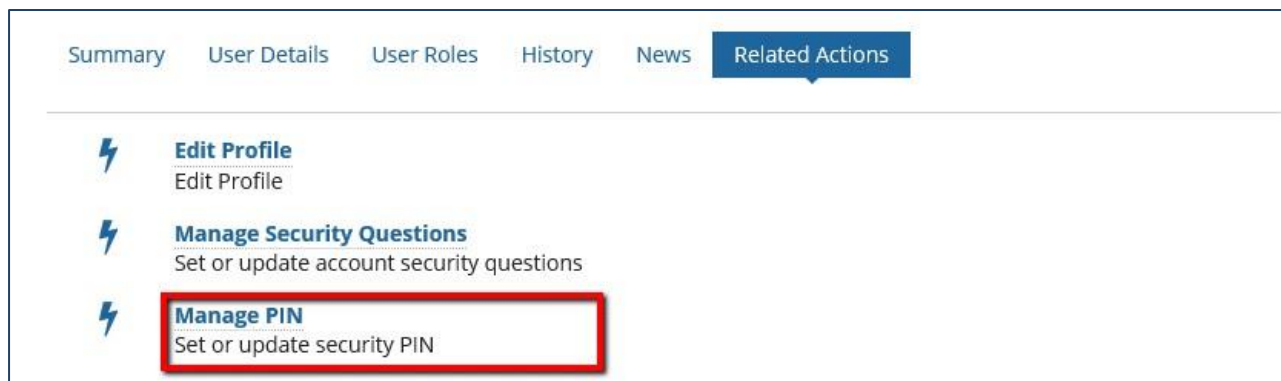 Summary User Details User Roles History News Related Actions
Edit Profile
Edit Profile
Manage Security Questions
Set or update account security questions
Manage PIN
Set or update security PIN